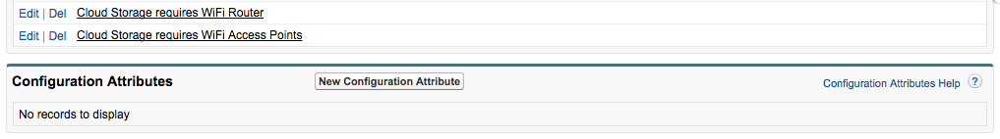 Edit | Del Cloud Storage requires WiFi Router
Edit | Del Cloud Storage requires WiFi Access Points
Configuration Attributes New Configuration Attribute Configuration Attributes Help ?
No records to display